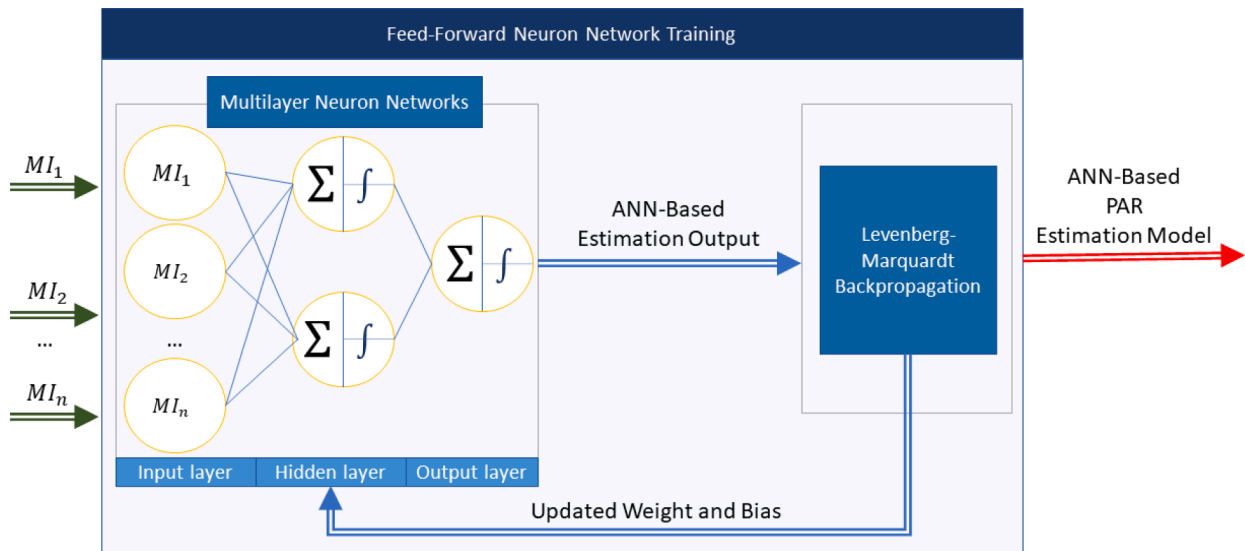 Feed-Forward Neuron Network Training
Multilayer Neuron Networks
MI₁
MI₂
...
MIₙ
MI₁
MI₂
...
MIₙ
∑ ∫
∑ ∫
∑ ∫
Input layer
Hidden layer
Output layer
ANN-Based
Estimation Output
Levenberg-
Marquardt
Backpropagation
Updated Weight and Bias
ANN-Based
PAR
Estimation Model